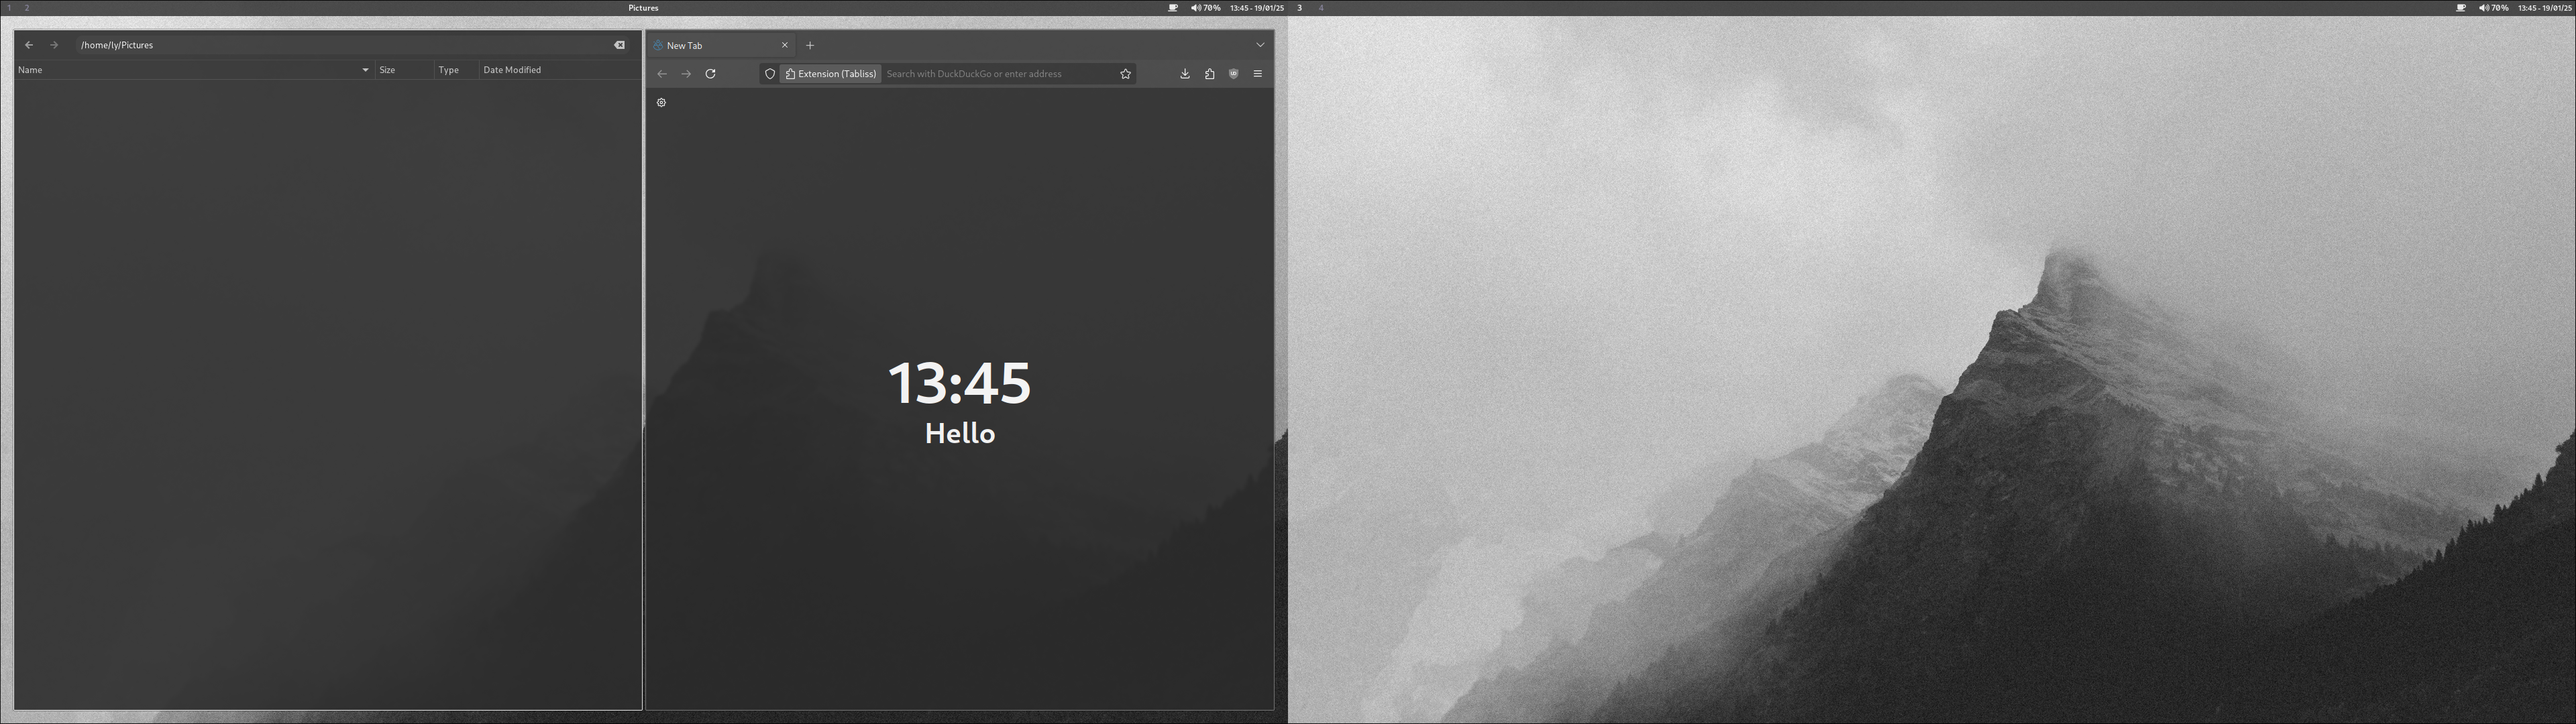 1 2 Pictures 70% 13:45 - 19/01/25 3 4 70% 13:45 - 19/01/25
/home/ly/Pictures
Name Size Type Date Modified
New Tab
Extension (Tabliss) Search with DuckDuckGo or enter address
13:45
Hello